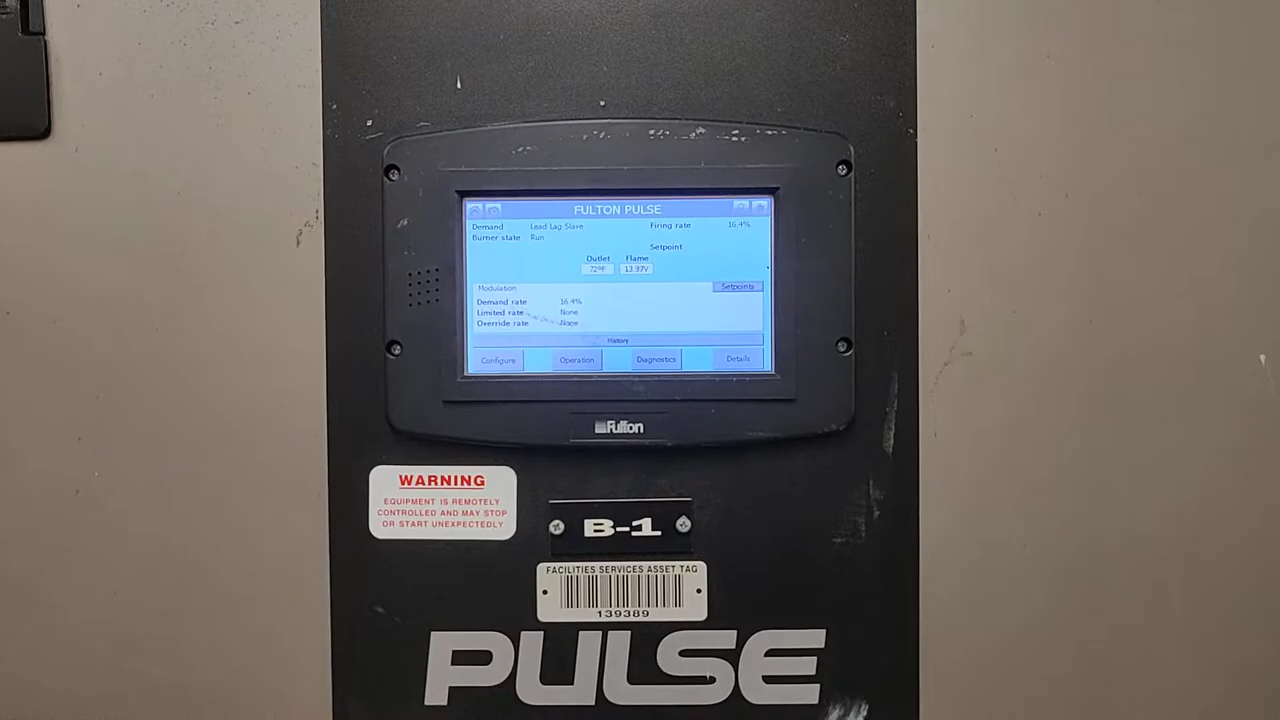 FULTON PULSE
Demand Lead Lag Slave Firing rate 16.4%
Burner state Run
Setpoint
Outlet Flame
72°F 13.97V
Modulation Setpoints
Demand rate 16.4%
Limited rate None
Override rate None
History
Configure Operation Diagnostics Details
Fulton
WARNING
EQUIPMENT IS REMOTELY
CONTROLLED AND MAY STOP
OR START UNEXPECTEDLY
B-1
FACILITIES SERVICES ASSET TAG
139389
PULSE